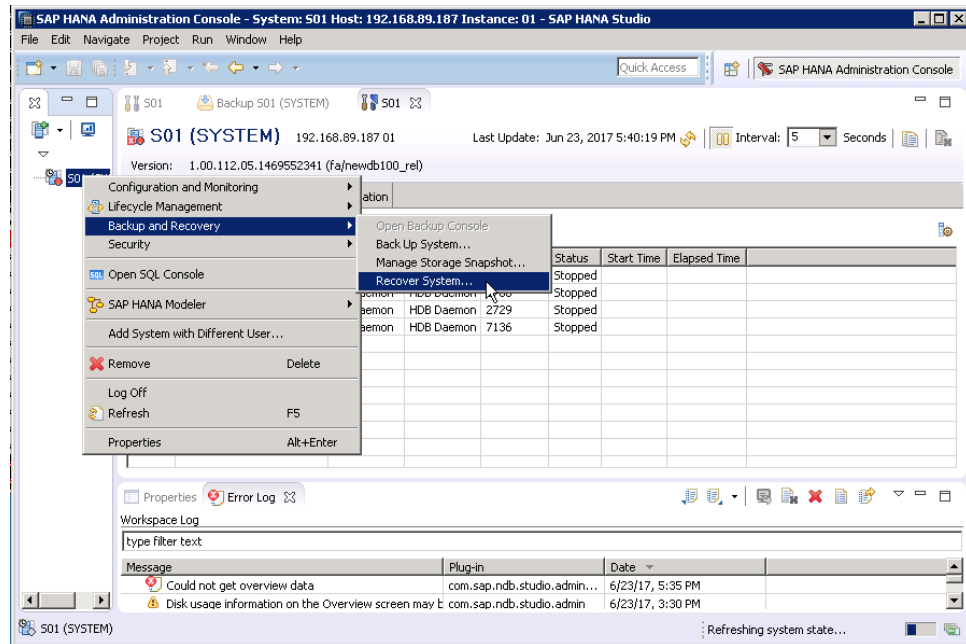 SAP HANA Administration Console - System: S01 Host: 192.168.89.187 Instance: 01 - SAP HANA Studio
File Edit Navigate Project Run Window Help
Quick Access
SAP HANA Administration Console
S01
Backup S01 (SYSTEM)
S01
S01 (SYSTEM) 192.168.89.187 01
Last Update: Jun 23, 2017 5:40:19 PM
Interval: 5 Seconds
Version: 1.00.112.05.1469552341 (fa/newdb100_rel)
Configuration and Monitoring
Lifecycle Management
Backup and Recovery
Security
Open SQL Console
SAP HANA Modeler
Add System with Different User...
Remove Delete
Log Off
Refresh F5
Properties Alt+Enter
Open Backup Console
Back Up System...
Manage Storage Snapshot...
Recover System...
Status Start Time Elapsed Time
Stopped
HDB Daemon Stopped
HDB Daemon 2729 Stopped
HDB Daemon 7136 Stopped
Properties
Error Log
Workspace Log
type filter text
Message Plug-in Date
Could not get overview data com.sap.ndb.studio.admin... 6/23/17, 5:35 PM
Disk usage information on the Overview screen may com.sap.ndb.studio.admin 6/23/17, 3:30 PM
S01 (SYSTEM)
Refreshing system state...